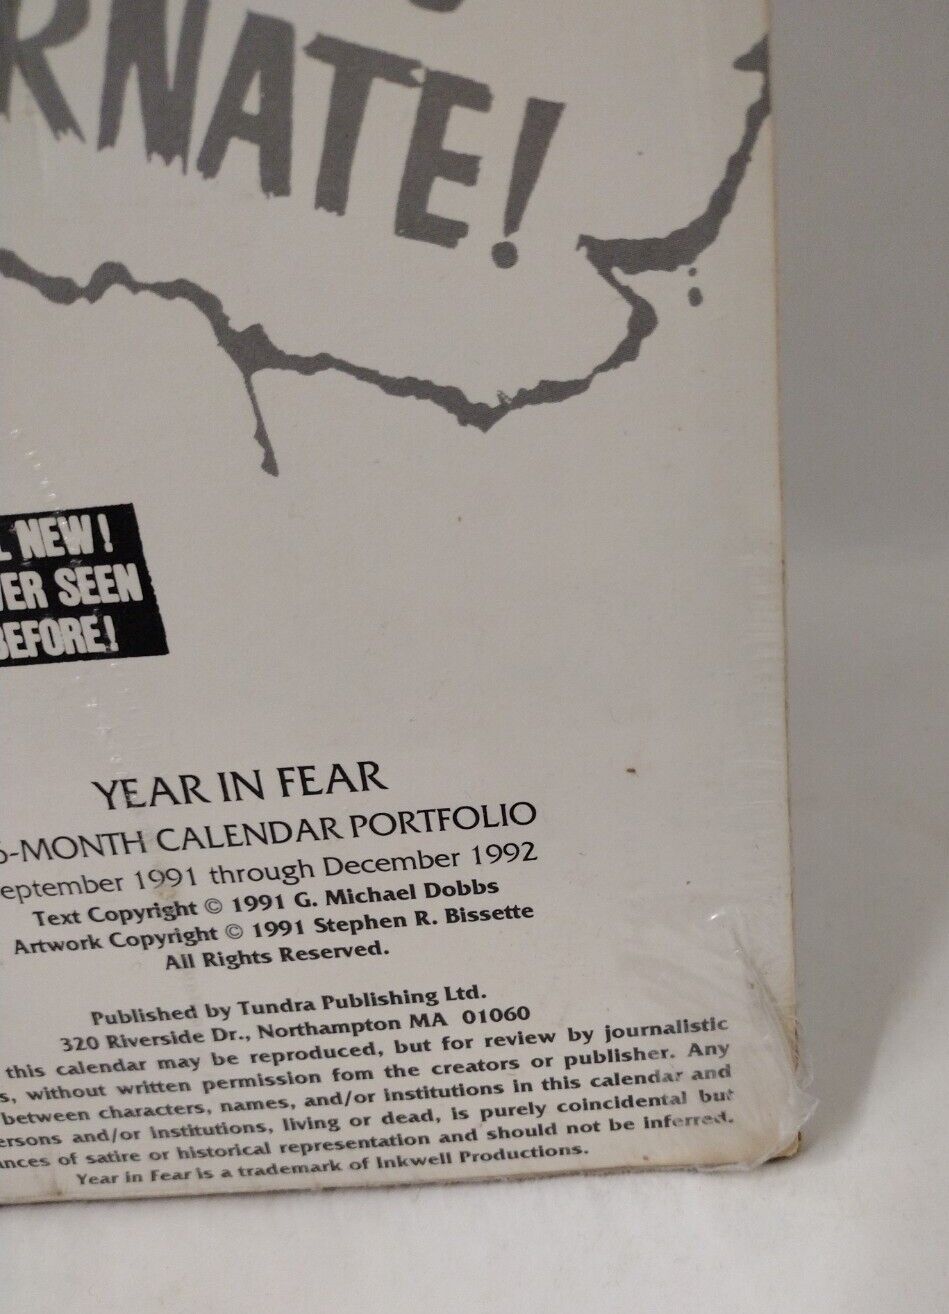 RNATE!
L NEW!
VER SEEN
BEFORE!
YEAR IN FEAR
6-MONTH CALENDAR PORTFOLIO
eptember 1991 through December 1992
Text Copyright © 1991 G. Michael Dobbs
Artwork Copyright © 1991 Stephen R. Bissette
All Rights Reserved.
Published by Tundra Publishing Ltd.
320 Riverside Dr., Northampton MA 01060
this calendar may be reproduced, but for review by journalistic
s, without written permission fom the creators or publisher. Any
between characters, names, and/or institutions in this calendar and
ersons and/or institutions, living or dead, is purely coincidental but
nces of satire or historical representation and should not be inferred.
Year in Fear is a trademark of Inkwell Productions.